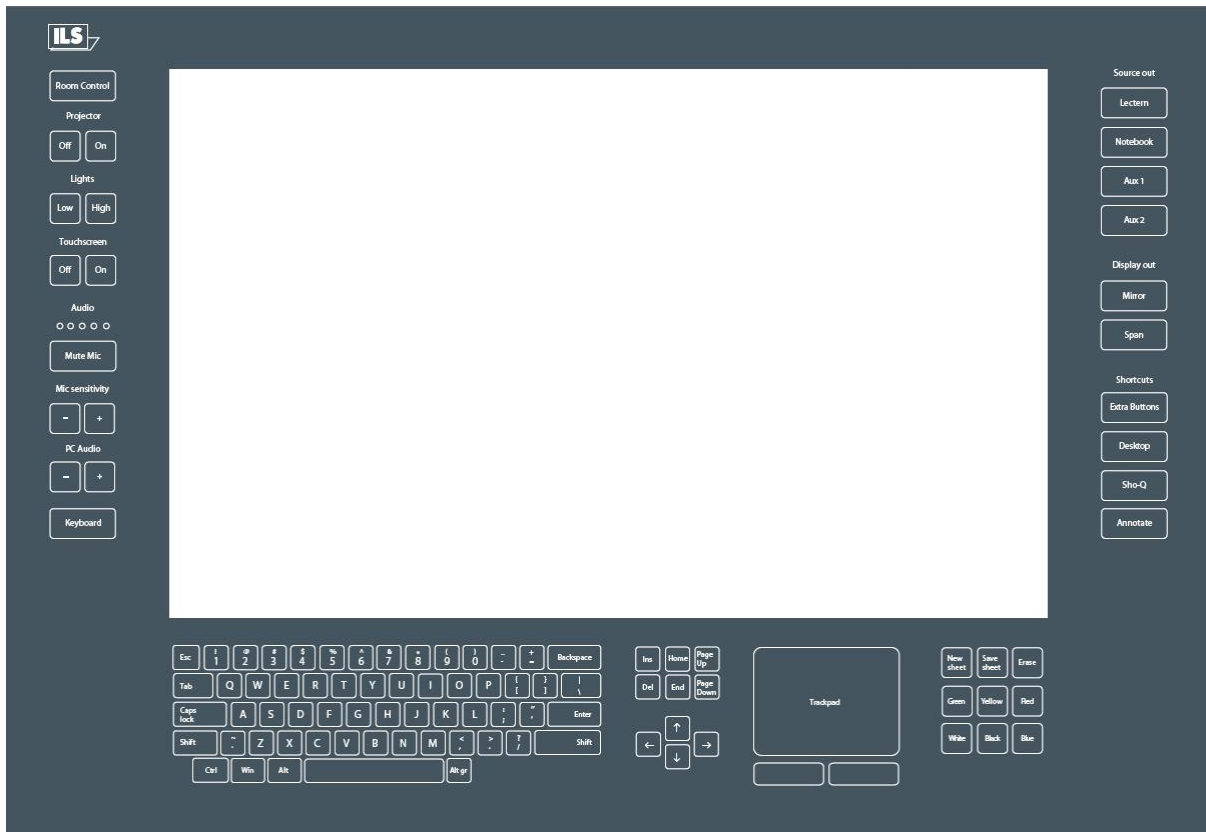 ILS
Room Control
Projector
Off On
Lights
Low High
Touchscreen
Off On
Audio
Mute Mic
Mic sensitivity
- +
PC Audio
- +
Keyboard
Source out
Lectern
Notebook
Aux 1
Aux 2
Display out
Mirror
Span
Shortcuts
Extra Buttons
Desktop
Sho-Q
Annotate
! @ # $ % ^ & * ( ) _ +
Esc 1 2 3 4 5 6 7 8 9 0 - = Backspace
{ } |
Tab Q W E R T Y U I O P [ ] \
Caps : "
lock A S D F G H J K L ; ' Enter
~ < > ?
Shift ` Z X C V B N M , . / Shift
Ctrl Win Alt Alt gr
Ins Home Page
Up
Del End Page
Down
↑
← ↓ →
Trackpad
New Save Erase
sheet sheet
Green Yellow Red
White Black Blue